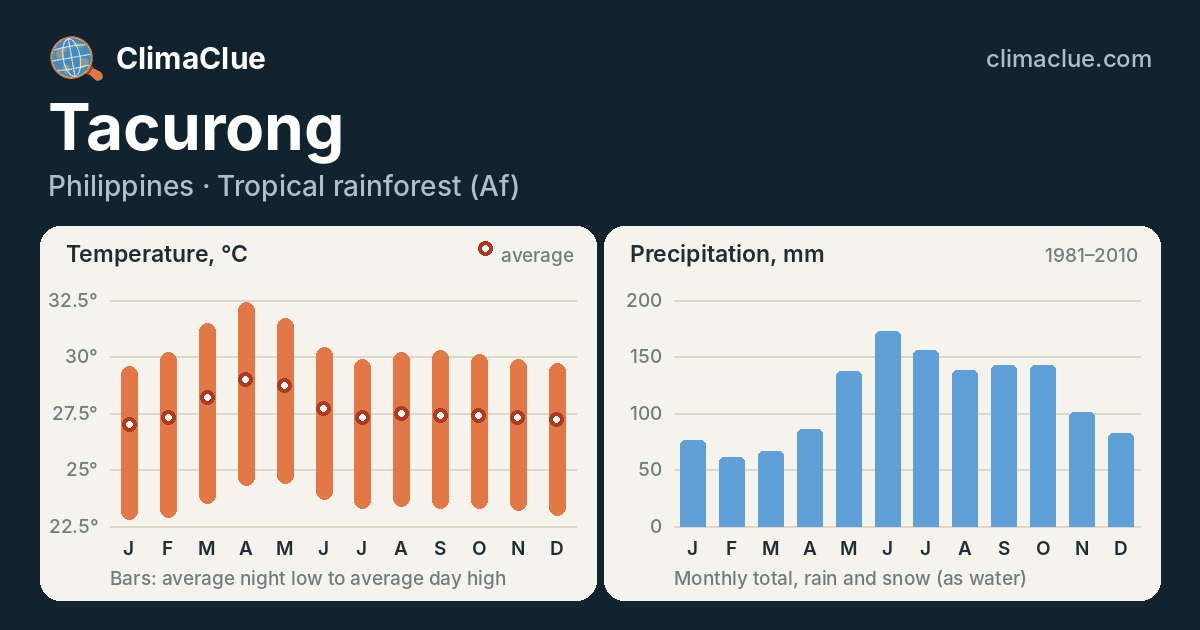 ClimaClue
climaclue.com
Tacurong
Philippines · Tropical rainforest (Af)
Temperature, °C
average
32.5°
30°
27.5°
25°
22.5°
J F M A M J J A S O N D
Bars: average night low to average day high
Precipitation, mm
1981–2010
200
150
100
50
0
J F M A M J J A S O N D
Monthly total, rain and snow (as water)